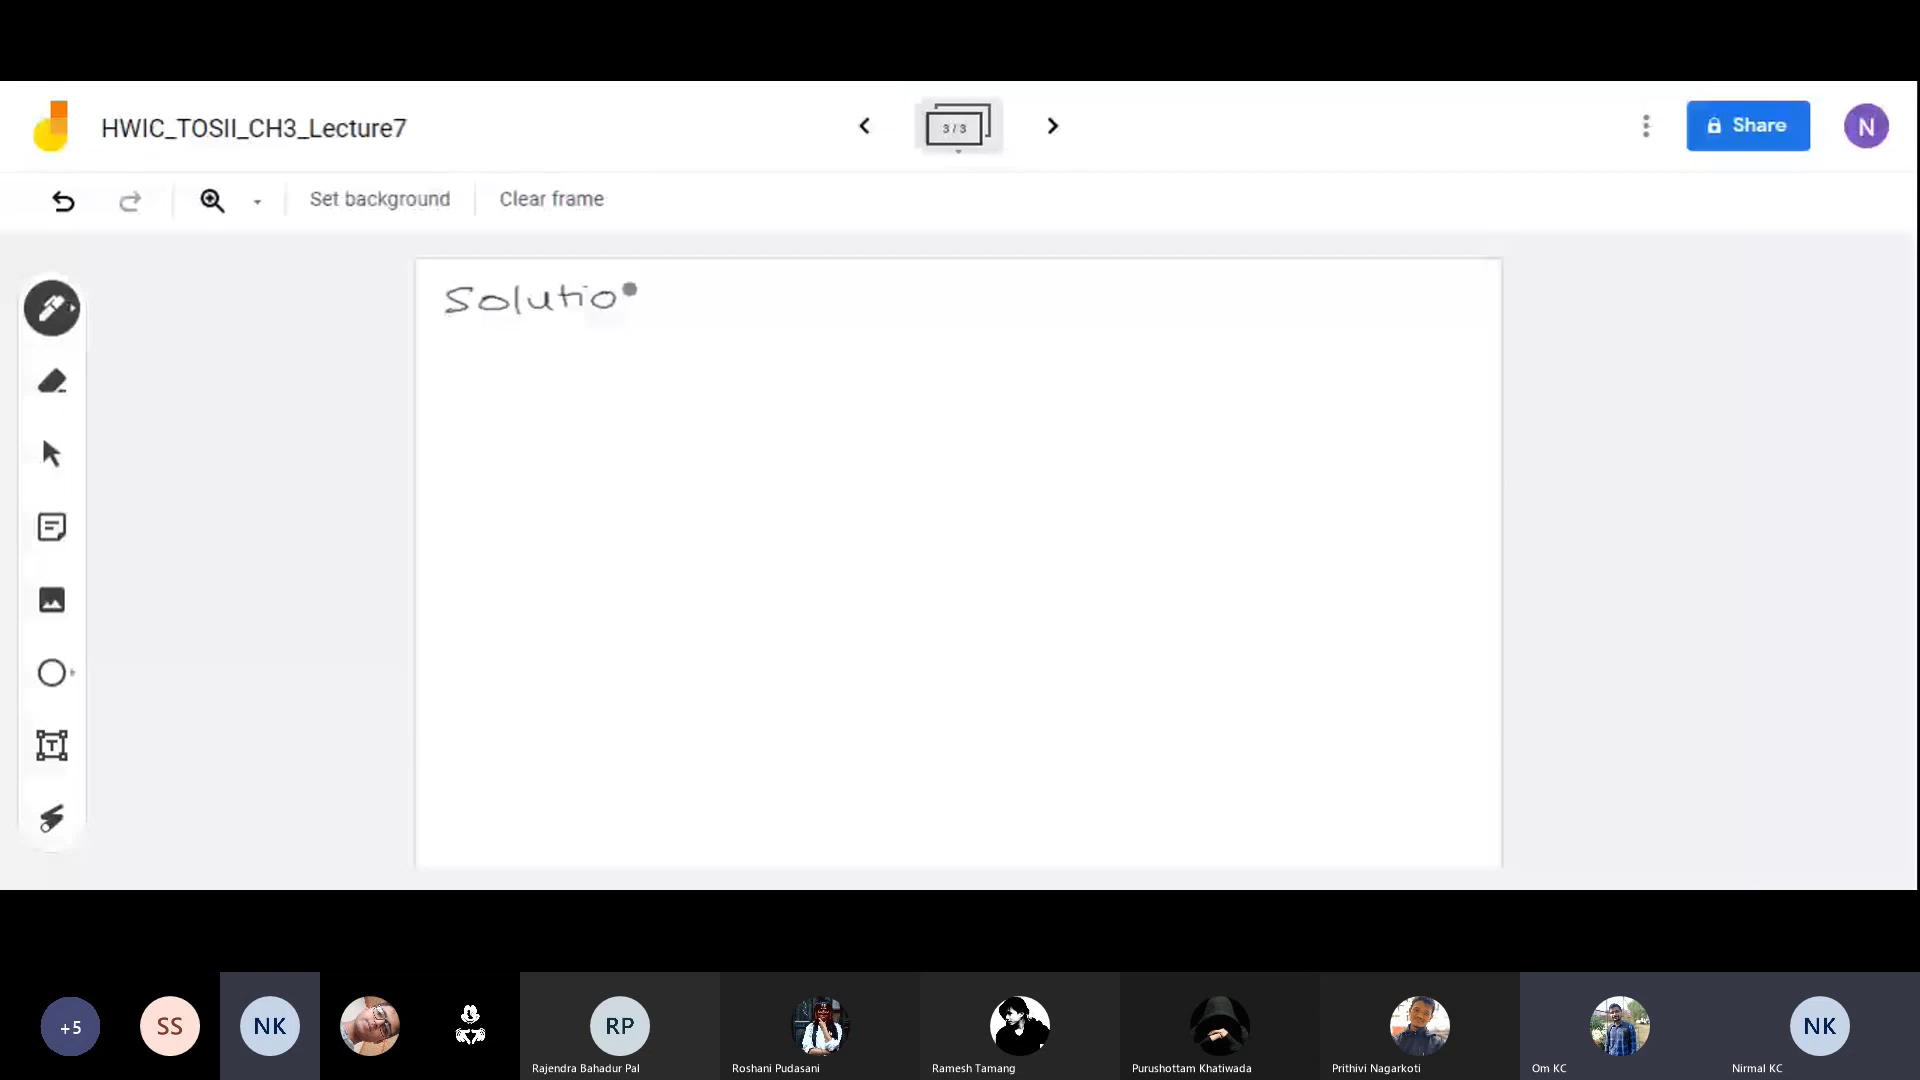 HWIC_TOSII_CH3_Lecture7
3 / 3
Share
N
Set background
Clear frame
Solutio
T
+5
SS
NK
RP
NK
Rajendra Bahadur Pal
Roshani Pudasani
Ramesh Tamang
Purushottam Khatiwada
Prithivi Nagarkoti
Om KC
Nirmal KC